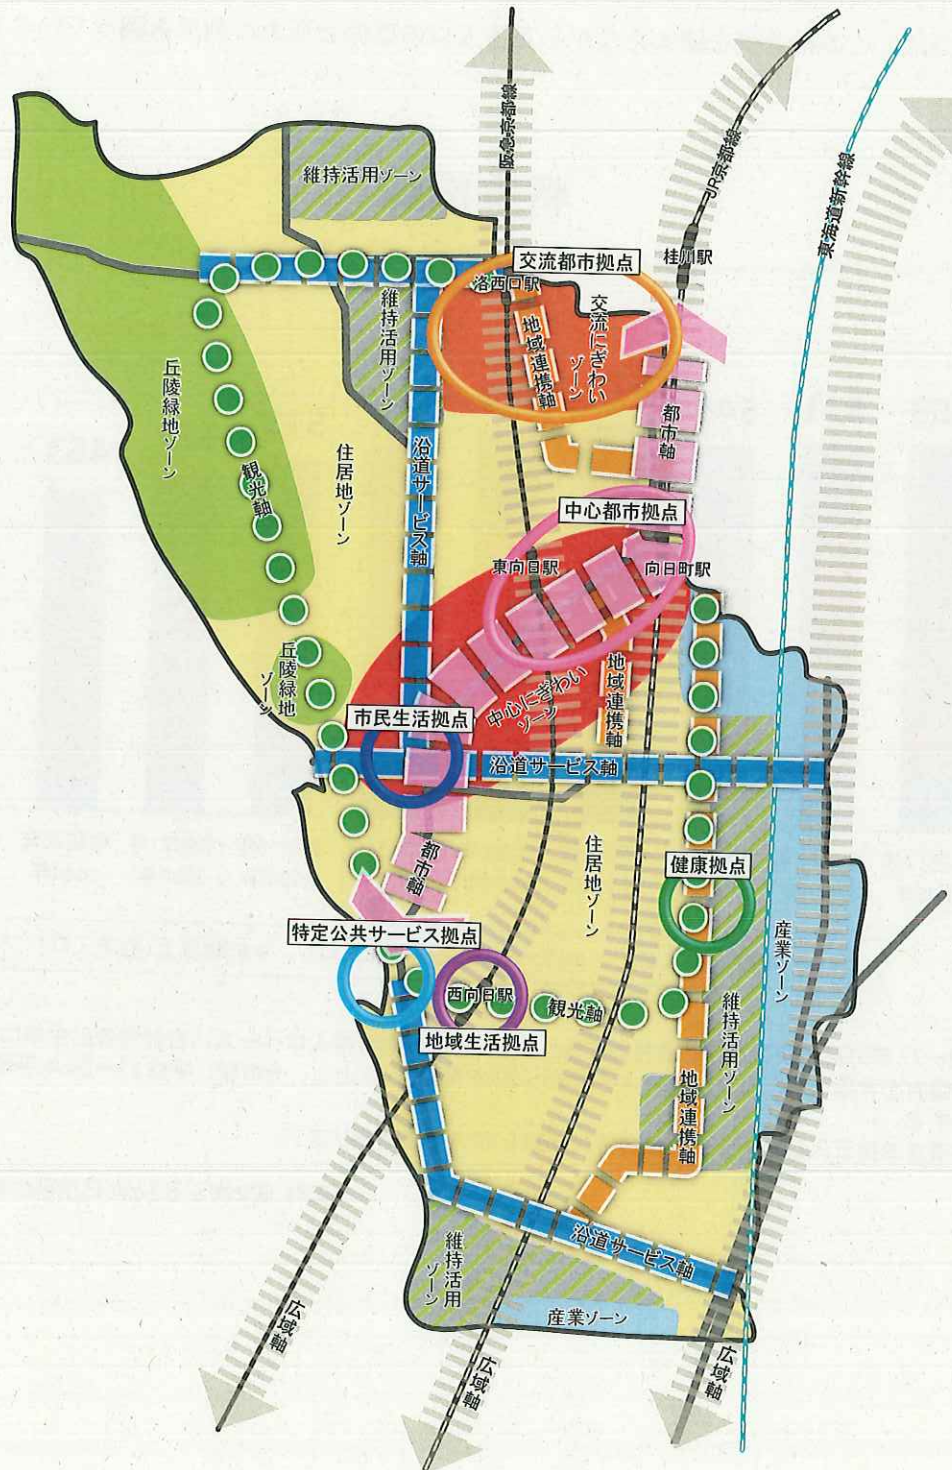 阪急京都線
JR京都線
東海道新幹線
維持活用ゾーン
桂川駅
交流都市拠点
洛西口駅
維持活用ゾーン
地域連携軸
交流にぎわい
ゾーン
丘陵緑地ゾーン
住居地ゾーン
沿道サービス軸
都市軸
観光軸
中心都市拠点
東向日駅
向日町駅
丘陵緑地
ゾーン
地域連携軸
中心にぎわい
ゾーン
市民生活拠点
沿道サービス軸
住居地ゾーン
都市軸
健康拠点
産業ゾーン
特定公共サービス拠点
西向日駅
観光軸
維持活用ゾーン
地域生活拠点
地域連携軸
維持活用
ゾーン
沿道サービス軸
産業ゾーン
広域軸
広域軸
広域軸